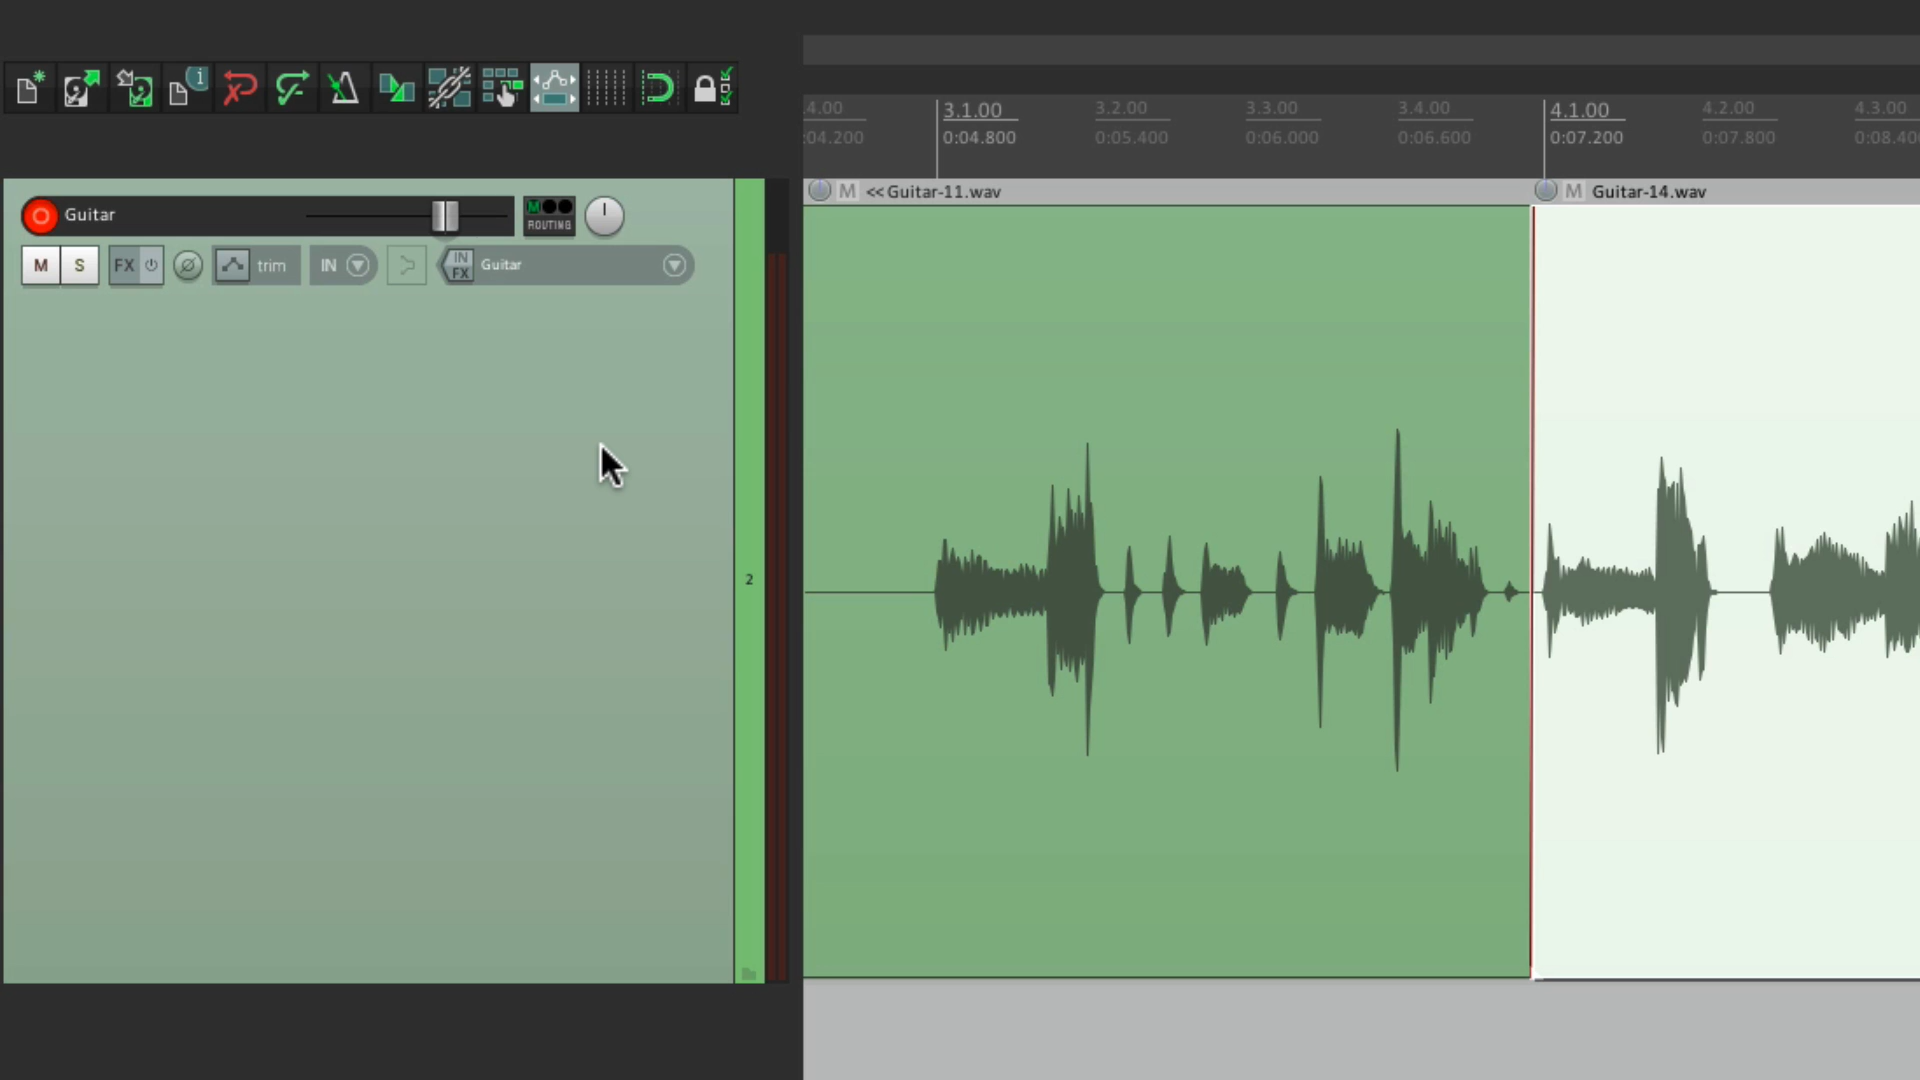 .4.00 3.1.00 3.2.00 3.3.00 3.4.00 4.1.00 4.2.00 4.3.00
:04.200 0:04.800 0:05.400 0:06.000 0:06.600 0:07.200 0:07.800 0:08.40
M << Guitar-11.wav M Guitar-14.wav
Guitar
M
ROUTING
M S FX trim IN IN FX Guitar
2